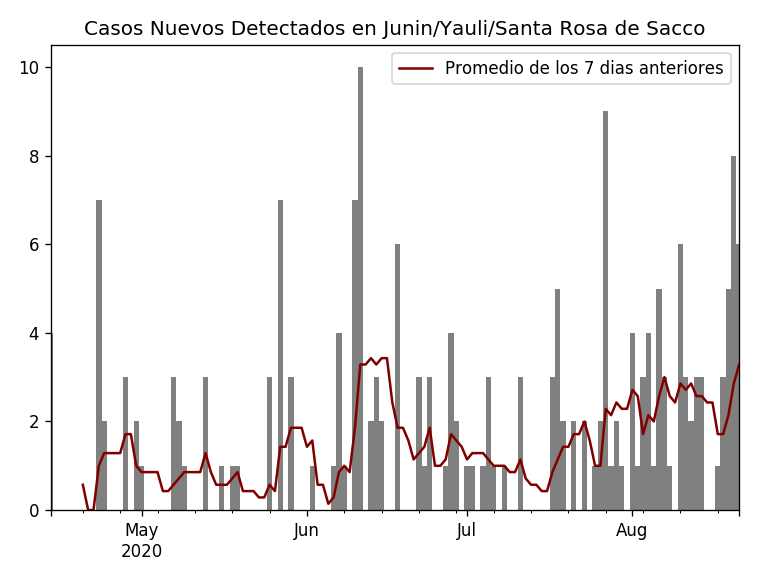 Casos Nuevos Detectados en Junin/Yauli/Santa Rosa de Sacco
Promedio de los 7 dias anteriores
10
8
6
4
2
0
May
2020
Jun
Jul
Aug